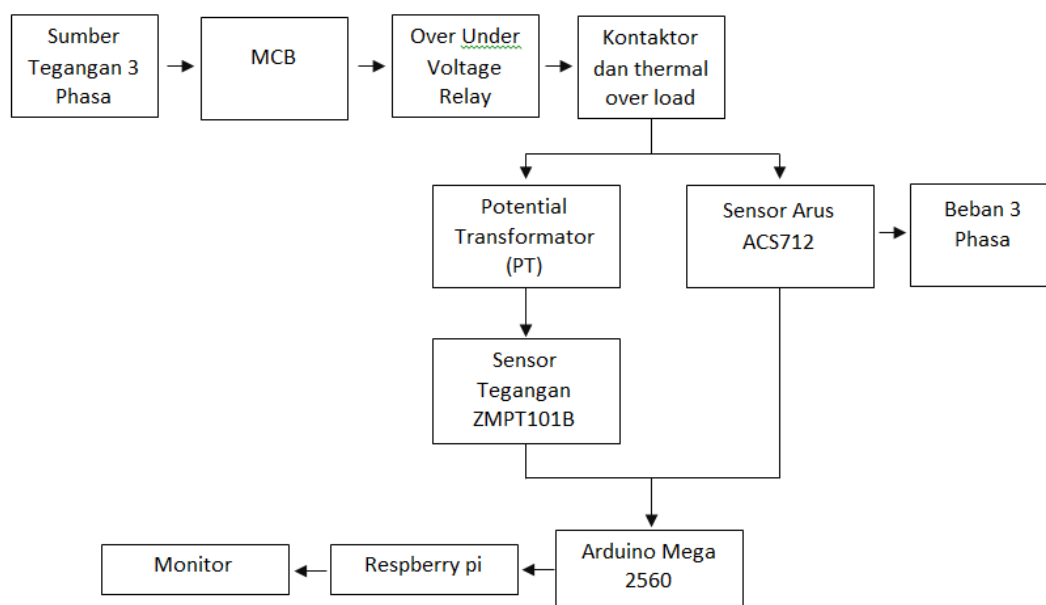 Sumber
Tegangan 3
Phasa
MCB
Over Under
Voltage
Relay
Kontaktor
dan thermal
over load
Potential
Transformator
(PT)
Sensor Arus
ACS712
Beban 3
Phasa
Sensor
Tegangan
ZMPT101B
Monitor
Respberry pi
Arduino Mega
2560